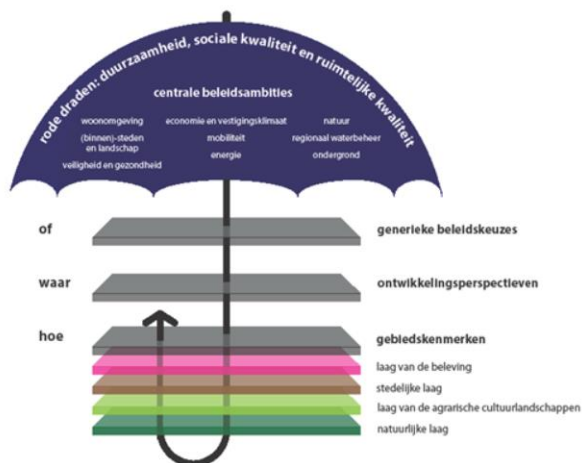 rode draden: duurzaamheid, sociale kwaliteit en ruimtelijke kwaliteit
centrale beleidsambities
woonomgeving
(binnen)-steden
en landschap
veiligheid en gezondheid
economie en vestigingsklimaat
mobiliteit
energie
natuur
regionaal waterbeheer
ondergrond
of
generieke beleidskeuzes
waar
ontwikkelingsperspectieven
hoe
gebiedskenmerken
laag van de beleving
stedelijke laag
laag van de agrarische cultuurlandschappen
natuurlijke laag